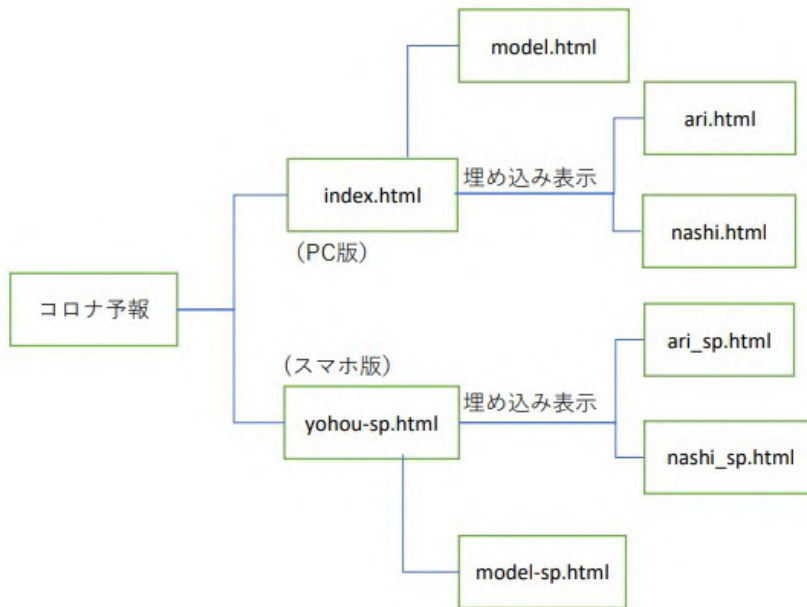 model.html
ari.html
埋め込み表示
index.html
nashi.html
(PC版)
コロナ予報
ari_sp.html
(スマホ版)
埋め込み表示
yohou-sp.html
nashi_sp.html
model-sp.html